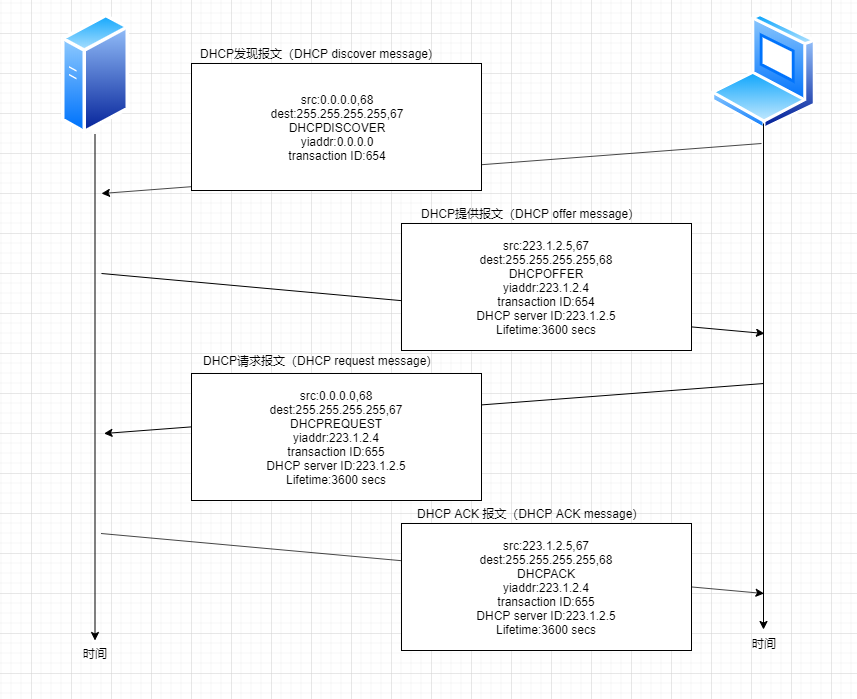 DHCP发现报文（DHCP discover message）
src:0.0.0.0,68
dest:255.255.255.255,67
DHCPDISCOVER
yiaddr:0.0.0.0
transaction ID:654
DHCP提供报文（DHCP offer message）
src:223.1.2.5,67
dest:255.255.255.255,68
DHCPOFFER
yiaddr:223.1.2.4
transaction ID:654
DHCP server ID:223.1.2.5
Lifetime:3600 secs
DHCP请求报文（DHCP request message）
src:0.0.0.0,68
dest:255.255.255.255,67
DHCPREQUEST
yiaddr:223.1.2.4
transaction ID:655
DHCP server ID:223.1.2.5
Lifetime:3600 secs
DHCP ACK 报文（DHCP ACK message）
src:223.1.2.5,67
dest:255.255.255.255,68
DHCPACK
yiaddr:223.1.2.4
transaction ID:655
DHCP server ID:223.1.2.5
Lifetime:3600 secs
时间
时间